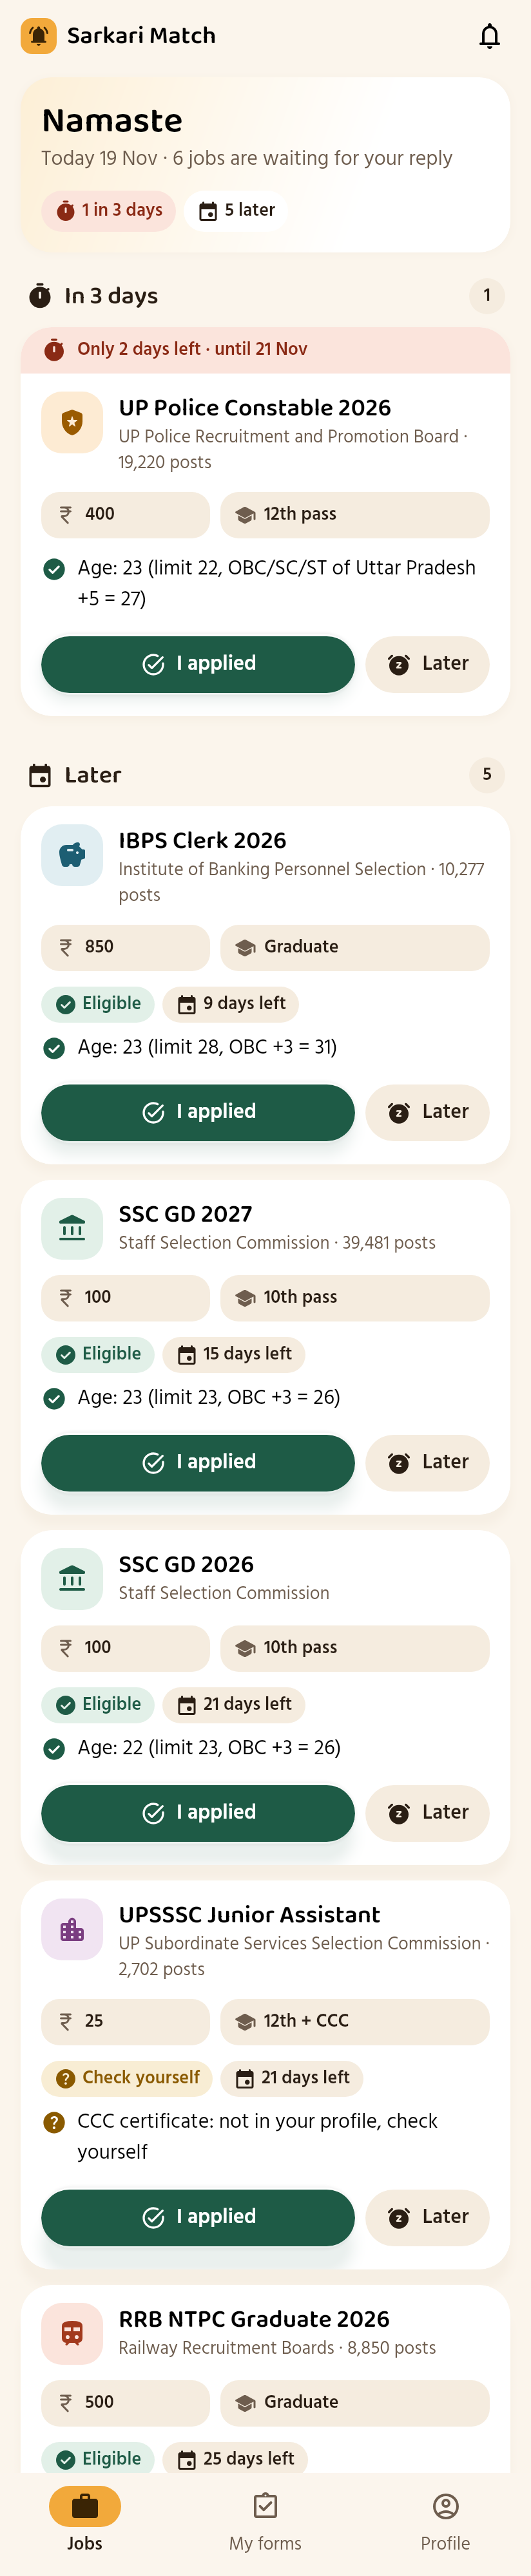 Sarkari Match
Namaste
Today 19 Nov · 6 jobs are waiting for your reply
1 in 3 days
5 later
In 3 days
1
Only 2 days left · until 21 Nov
UP Police Constable 2026
UP Police Recruitment and Promotion Board ·
19,220 posts
₹ 400
12th pass
Age: 23 (limit 22, OBC/SC/ST of Uttar Pradesh
+5 = 27)
I applied
Later
Later
5
IBPS Clerk 2026
Institute of Banking Personnel Selection · 10,277
posts
₹ 850
Graduate
Eligible
9 days left
Age: 23 (limit 28, OBC +3 = 31)
I applied
Later
SSC GD 2027
Staff Selection Commission · 39,481 posts
₹ 100
10th pass
Eligible
15 days left
Age: 23 (limit 23, OBC +3 = 26)
I applied
Later
SSC GD 2026
Staff Selection Commission
₹ 100
10th pass
Eligible
21 days left
Age: 22 (limit 23, OBC +3 = 26)
I applied
Later
UPSSSC Junior Assistant
UP Subordinate Services Selection Commission ·
2,702 posts
₹ 25
12th + CCC
Check yourself
21 days left
CCC certificate: not in your profile, check
yourself
I applied
Later
RRB NTPC Graduate 2026
Railway Recruitment Boards · 8,850 posts
₹ 500
Graduate
Eligible
25 days left
Jobs
My forms
Profile